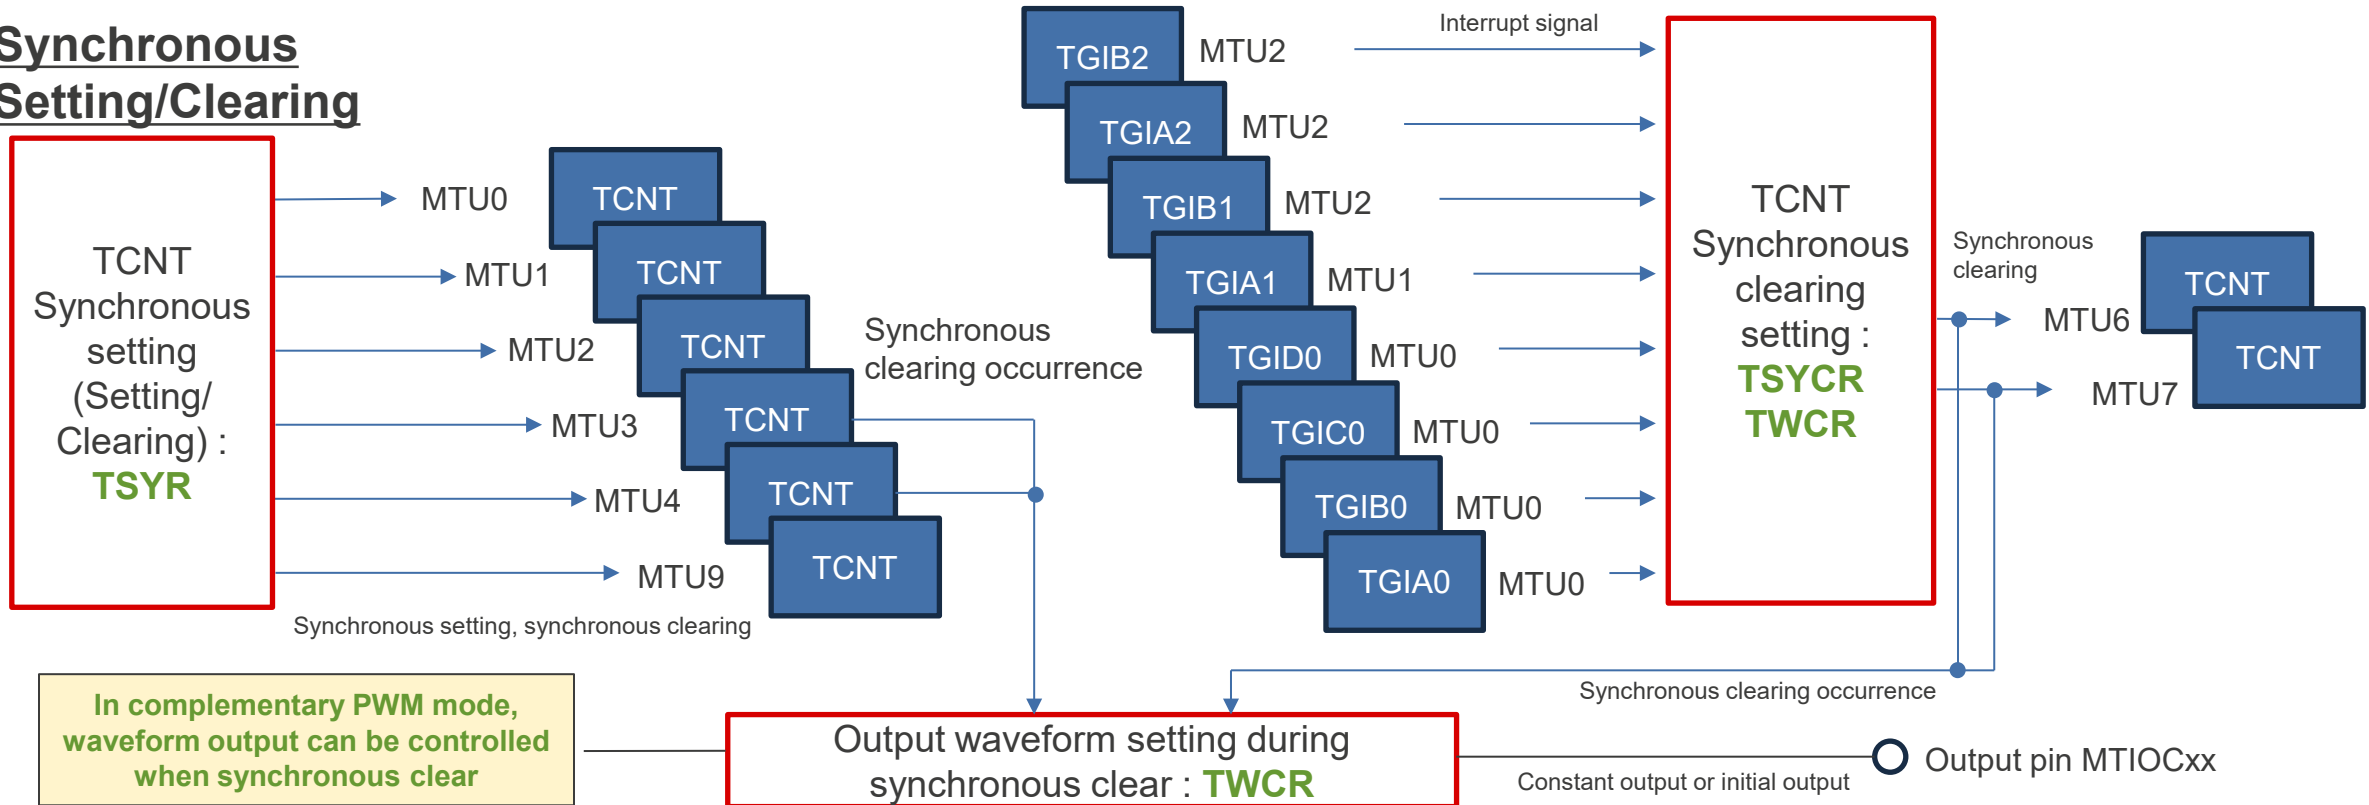 Synchronous
Setting/Clearing
TCNT
Synchronous
setting
(Setting/
Clearing) :
TSYR
MTU0
MTU1
MTU2
MTU3
MTU4
MTU9
TCNT
TCNT
TCNT
TCNT
TCNT
TCNT
Synchronous setting, synchronous clearing
Synchronous
clearing occurrence
TGIB2 MTU2
TGIA2 MTU2
TGIB1 MTU2
TGIA1 MTU1
TGID0 MTU0
TGIC0 MTU0
TGIB0 MTU0
TGIA0 MTU0
Interrupt signal
TCNT
Synchronous
clearing
setting :
TSYCR
TWCR
Synchronous
clearing
MTU6
MTU7
TCNT
TCNT
Synchronous clearing occurrence
In complementary PWM mode,
waveform output can be controlled
when synchronous clear
Output waveform setting during
synchronous clear : TWCR
Constant output or initial output
Output pin MTIOCxx